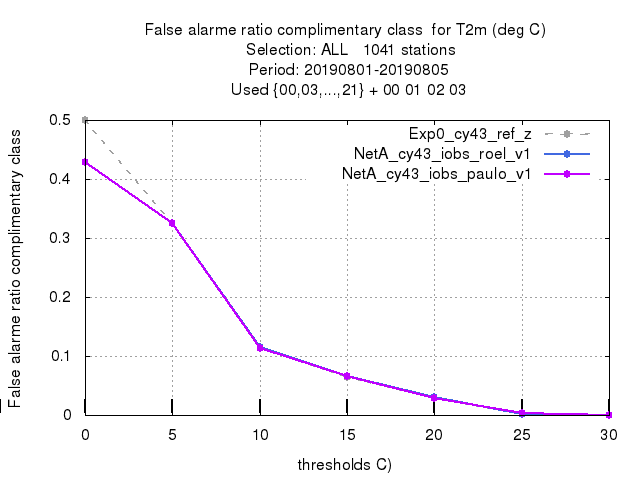 False alarme ratio complimentary class  for T2m (deg C)
Selection: ALL   1041 stations
Period: 20190801-20190805
Used {00,03,...,21} + 00 01 02 03
False alarme ratio complimentary class
Exp0_cy43_ref_z
NetA_cy43_iobs_roel_v1
NetA_cy43_iobs_paulo_v1
0.5
0.4
0.3
0.2
0.1
0
0 5 10 15 20 25 30
thresholds C)